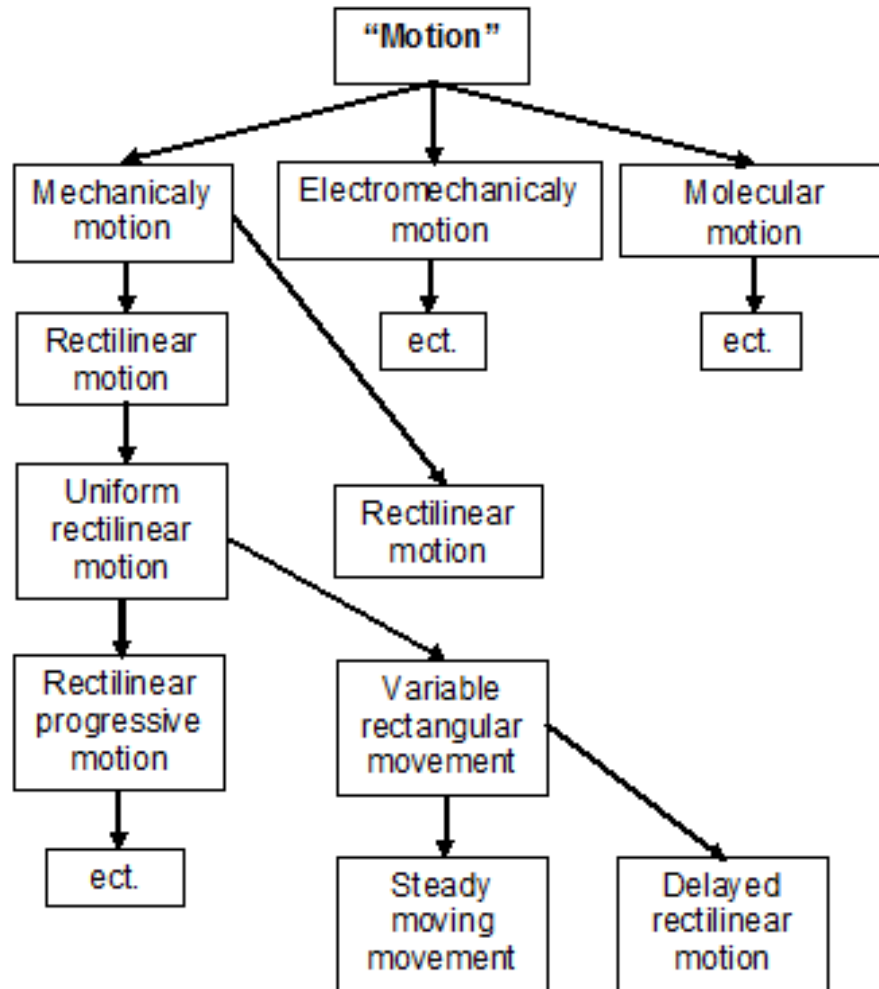 “Motion”
Mechanicaly
motion
Electromechanicaly
motion
Molecular
motion
Rectilinear
motion
ect.
ect.
Uniform
rectilinear
motion
Rectilinear
motion
Rectilinear
progressive
motion
Variable
rectangular
movement
ect.
Steady
moving
movement
Delayed
rectilinear
motion